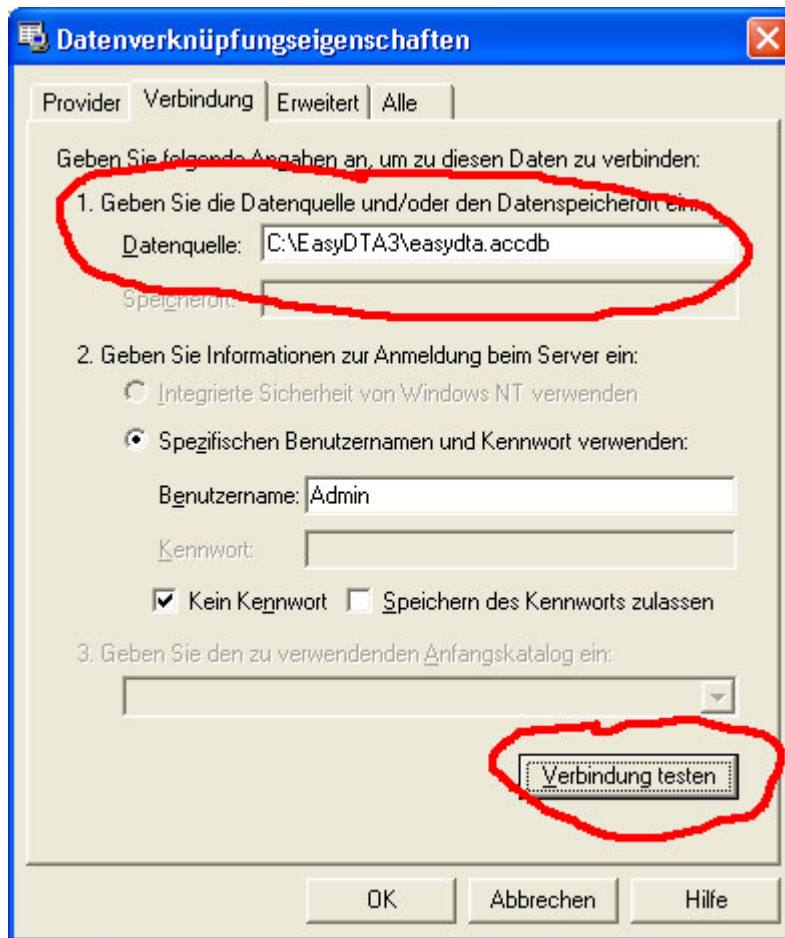 Datenverknüpfungseigenschaften
Provider Verbindung Erweitert Alle
Geben Sie folgende Angaben an, um zu diesen Daten zu verbinden:
1. Geben Sie die Datenquelle und/oder den Datenspeicherort ein:
Datenquelle: C:\EasyDTA3\easydta.accdb
Speicherort:
2. Geben Sie Informationen zur Anmeldung beim Server ein:
Integrierte Sicherheit von Windows NT verwenden
Spezifischen Benutzernamen und Kennwort verwenden:
Benutzername: Admin
Kennwort:
Kein Kennwort Speichern des Kennworts zulassen
3. Geben Sie den zu verwendenden Anfangskatalog ein:
Verbindung testen
OK Abbrechen Hilfe